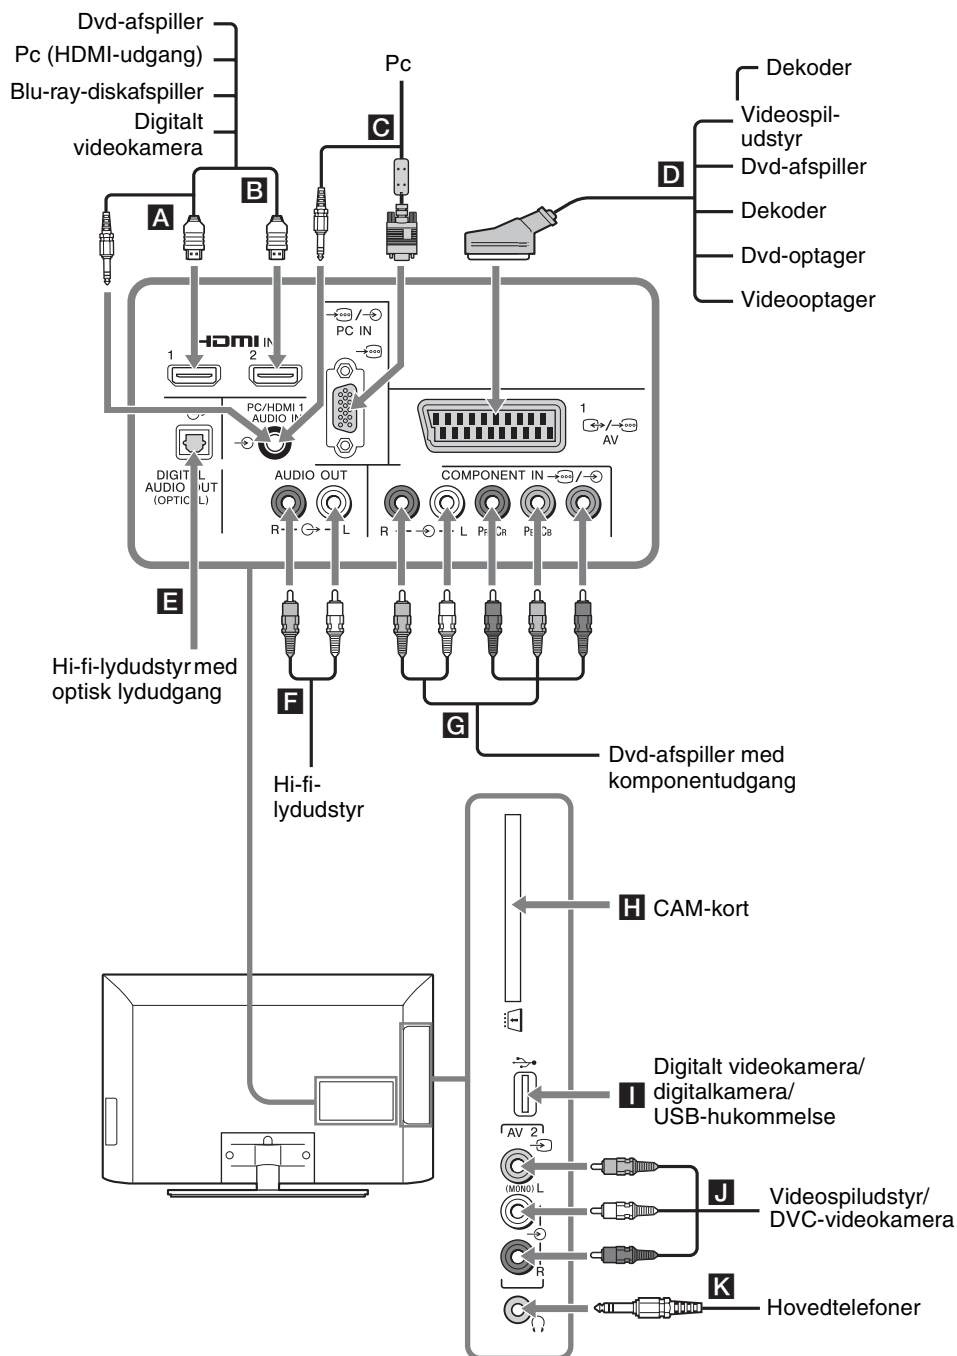 Dvd-afspiller
Pc (HDMI-udgang)
Blu-ray-diskafspiller
Digitalt
videokamera
Pc
Dekoder
Videospil-
udstyr
Dvd-afspiller
Dekoder
Dvd-optager
Videooptager
A
B
C
D
HDMI IN
1
2
PC IN
PC/HDMI 1
AUDIO IN
1
AV
DIGITAL
AUDIO OUT
(OPTICAL)
AUDIO OUT
R
L
COMPONENT IN
R
L
PR/CR
PB/CB
E
Hi-fi-lydudstyr med
optisk lydudgang
F
Hi-fi-
lydudstyr
G
Dvd-afspiller med
komponentudgang
H CAM-kort
I
Digitalt videokamera/
digitalkamera/
USB-hukommelse
AV 2
(MONO) L
R
J
Videospiludstyr/
DVC-videokamera
K
Hovedtelefoner